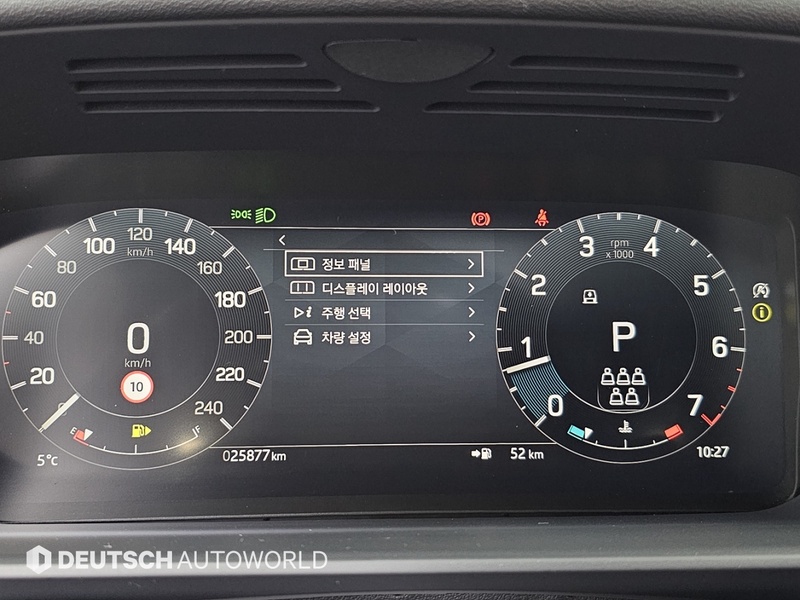 120
100 140
km/h
80 160
60 180
0
40 200
km/h
20 220
10
0 240
E F
5°c
정보 패널
디스플레이 레이아웃
주행 선택
차량 설정
025877km
52 km
3 rpm 4
x 1000
2 5
P
1 6
0 7
10:27
DEUTSCH AUTOWORLD